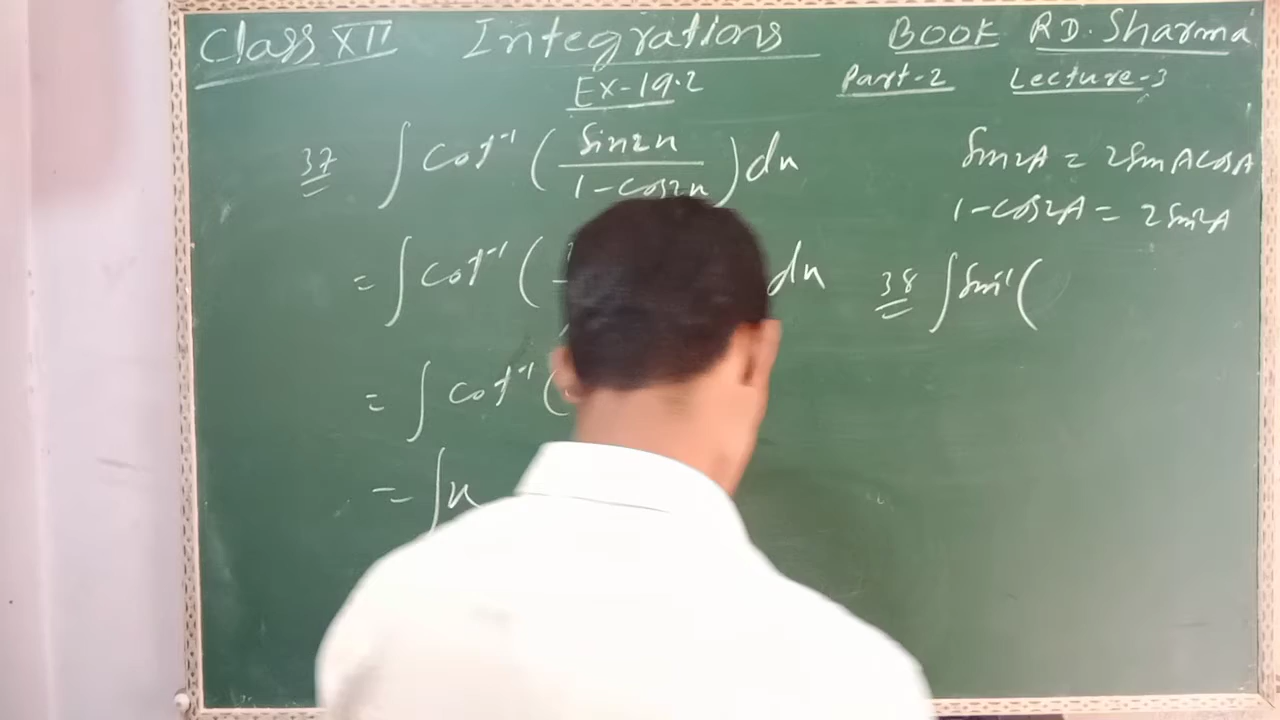 Class XII Integrations Book RD. Sharma
Ex-19.2 Part-2 Lecture-3
37 ∫ Cot⁻¹ ( Sin2x / 1-cos2x ) dx
Sin2A = 2SinACosA
1-Cos2A = 2Sin²A
= ∫ Cot⁻¹ ( dx
38 ∫ Sin⁻¹ (
= ∫ Cot⁻¹ (
= ∫ x